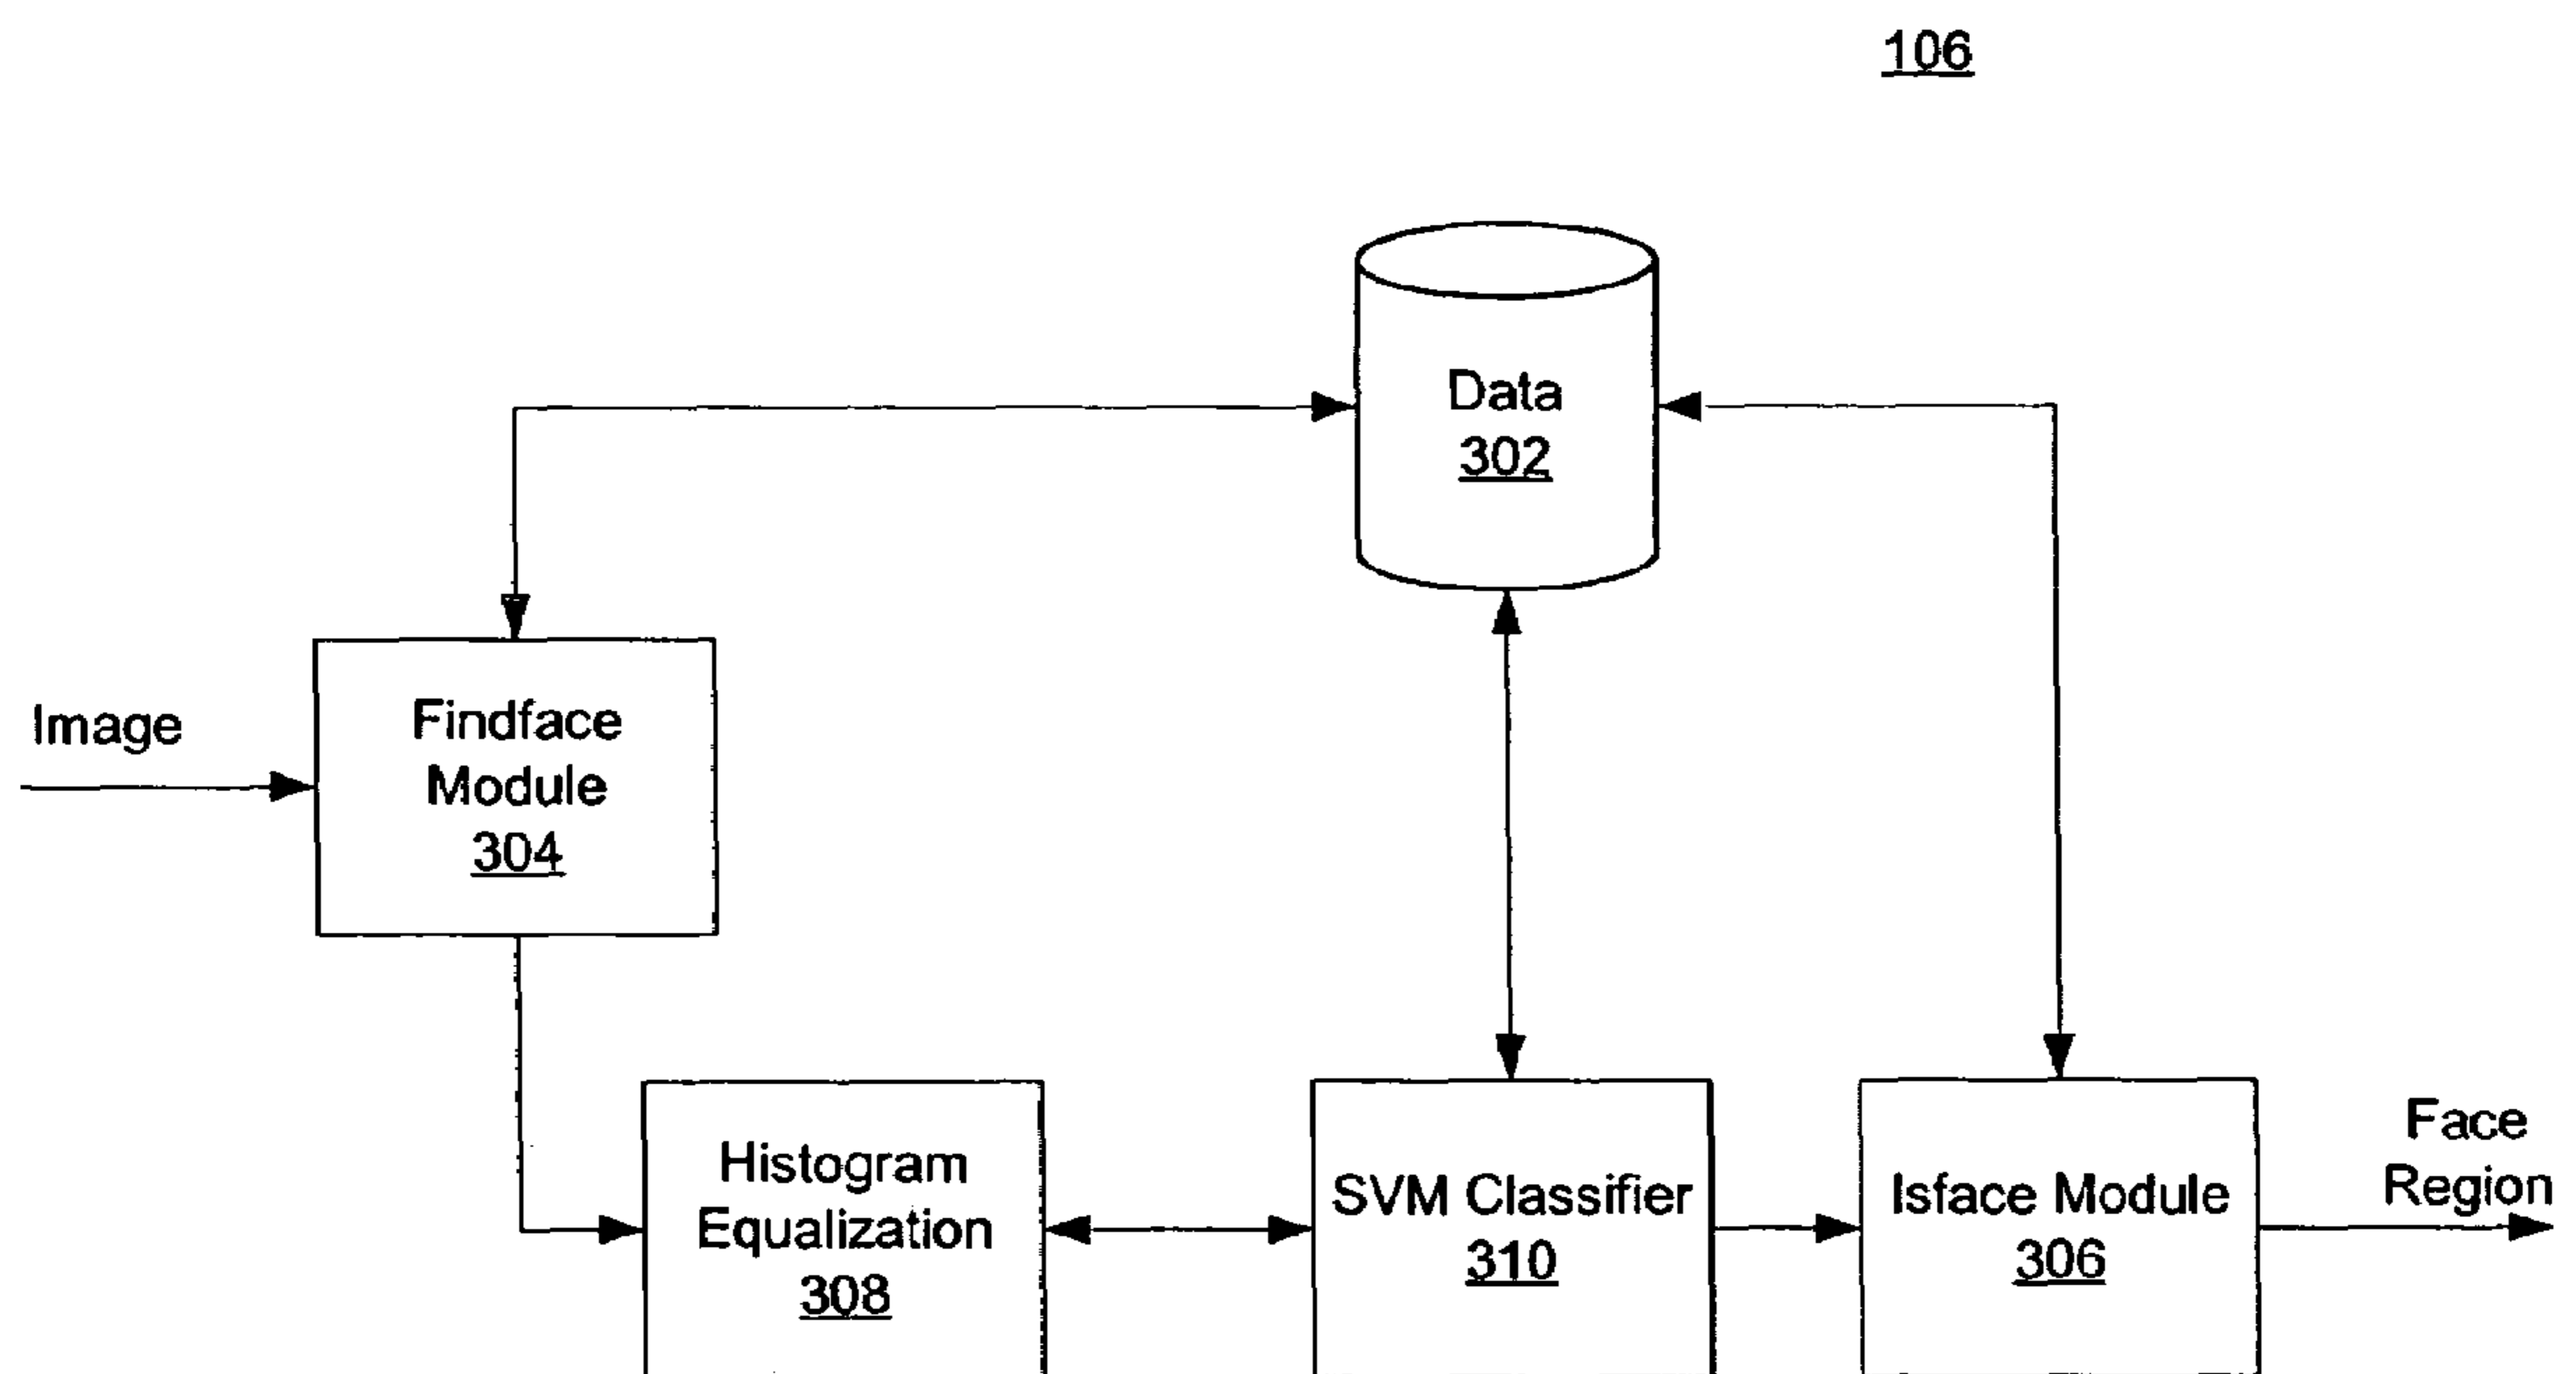 106
Data
302
Image
Findface
Module
304
Histogram
Equalization
308
SVM Classifier
310
Isface Module
306
Face
Region